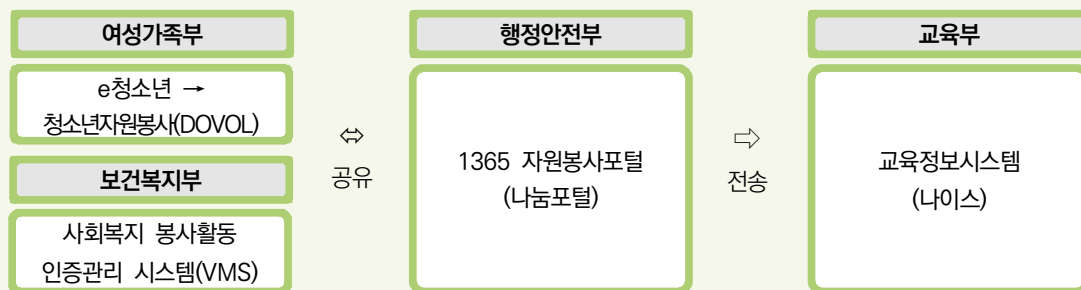 여성가족부
e청소년 →
청소년자원봉사(DOVOL)
보건복지부
사회복지 봉사활동
인증관리 시스템(VMS)
⇔
공유
행정안전부
1365 자원봉사포털
(나눔포털)
⇨
전송
교육부
교육정보시스템
(나이스)